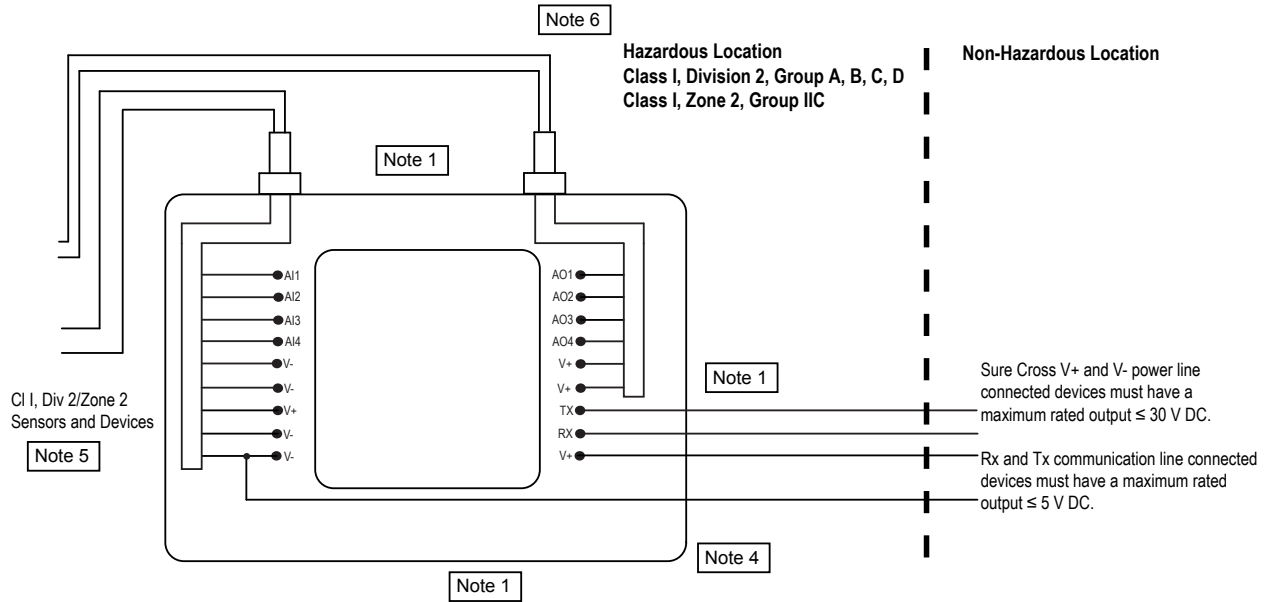 Note 6
Hazardous Location
Class I, Division 2, Group A, B, C, D
Class I, Zone 2, Group IIC
Non-Hazardous Location
Note 1
AI1
AI2
AI3
AI4
V-
V-
V+
V-
V-
AO1
AO2
AO3
AO4
V+
V+
TX
RX
V+
Note 1
Sure Cross V+ and V- power line
connected devices must have a
maximum rated output ≤ 30 V DC.
Cl I, Div 2/Zone 2
Sensors and Devices
Note 5
Rx and Tx communication line connected
devices must have a maximum rated
output ≤ 5 V DC.
Note 4
Note 1